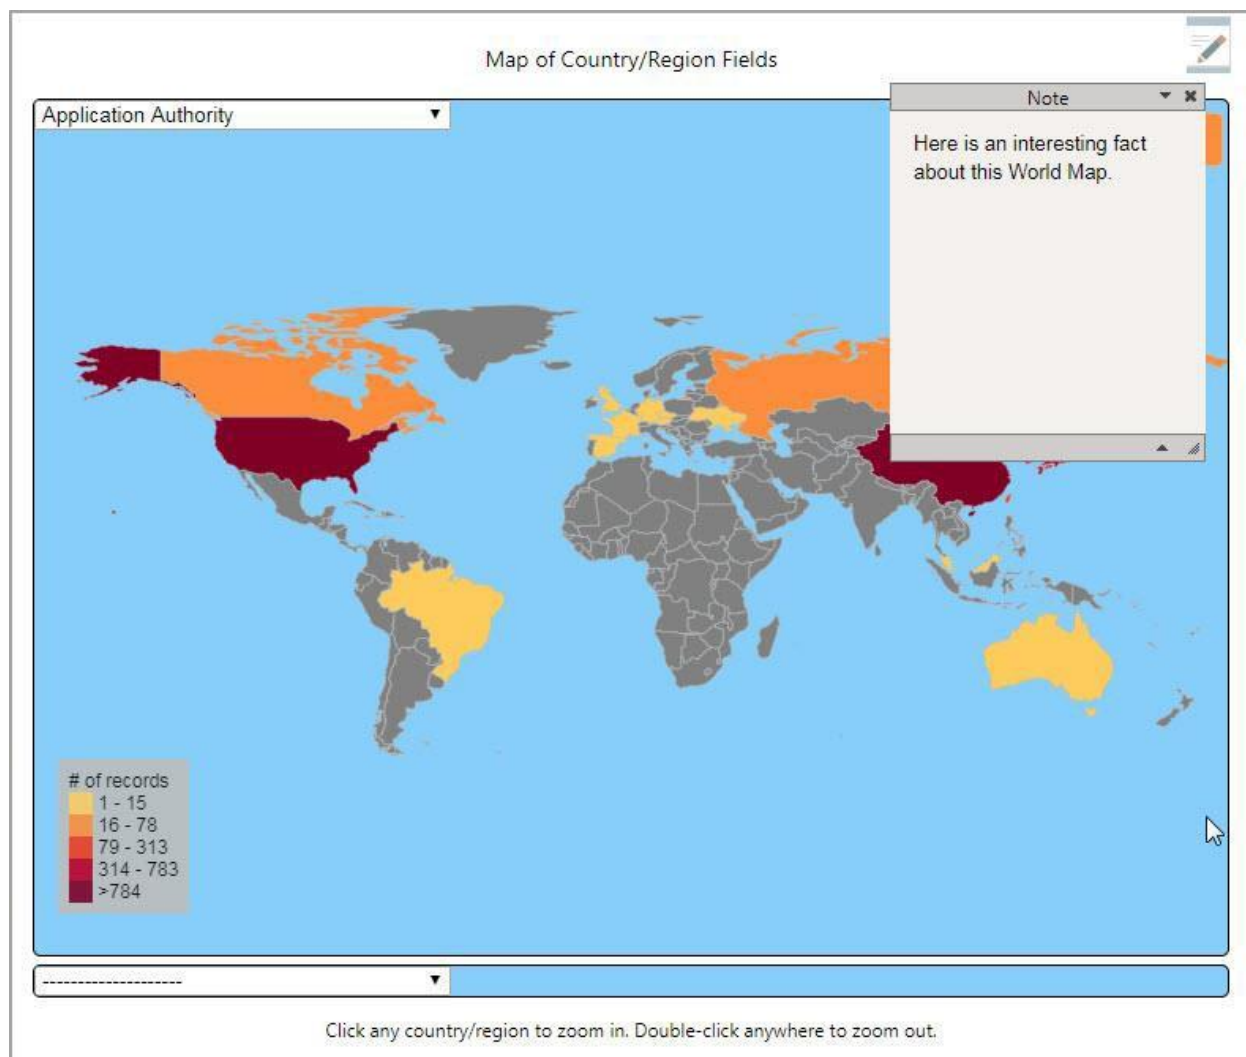 Map of Country/Region Fields
Application Authority
Note
Here is an interesting fact
about this World Map.
# of records
1 - 15
16 - 78
79 - 313
314 - 783
>784
--------------------
Click any country/region to zoom in. Double-click anywhere to zoom out.